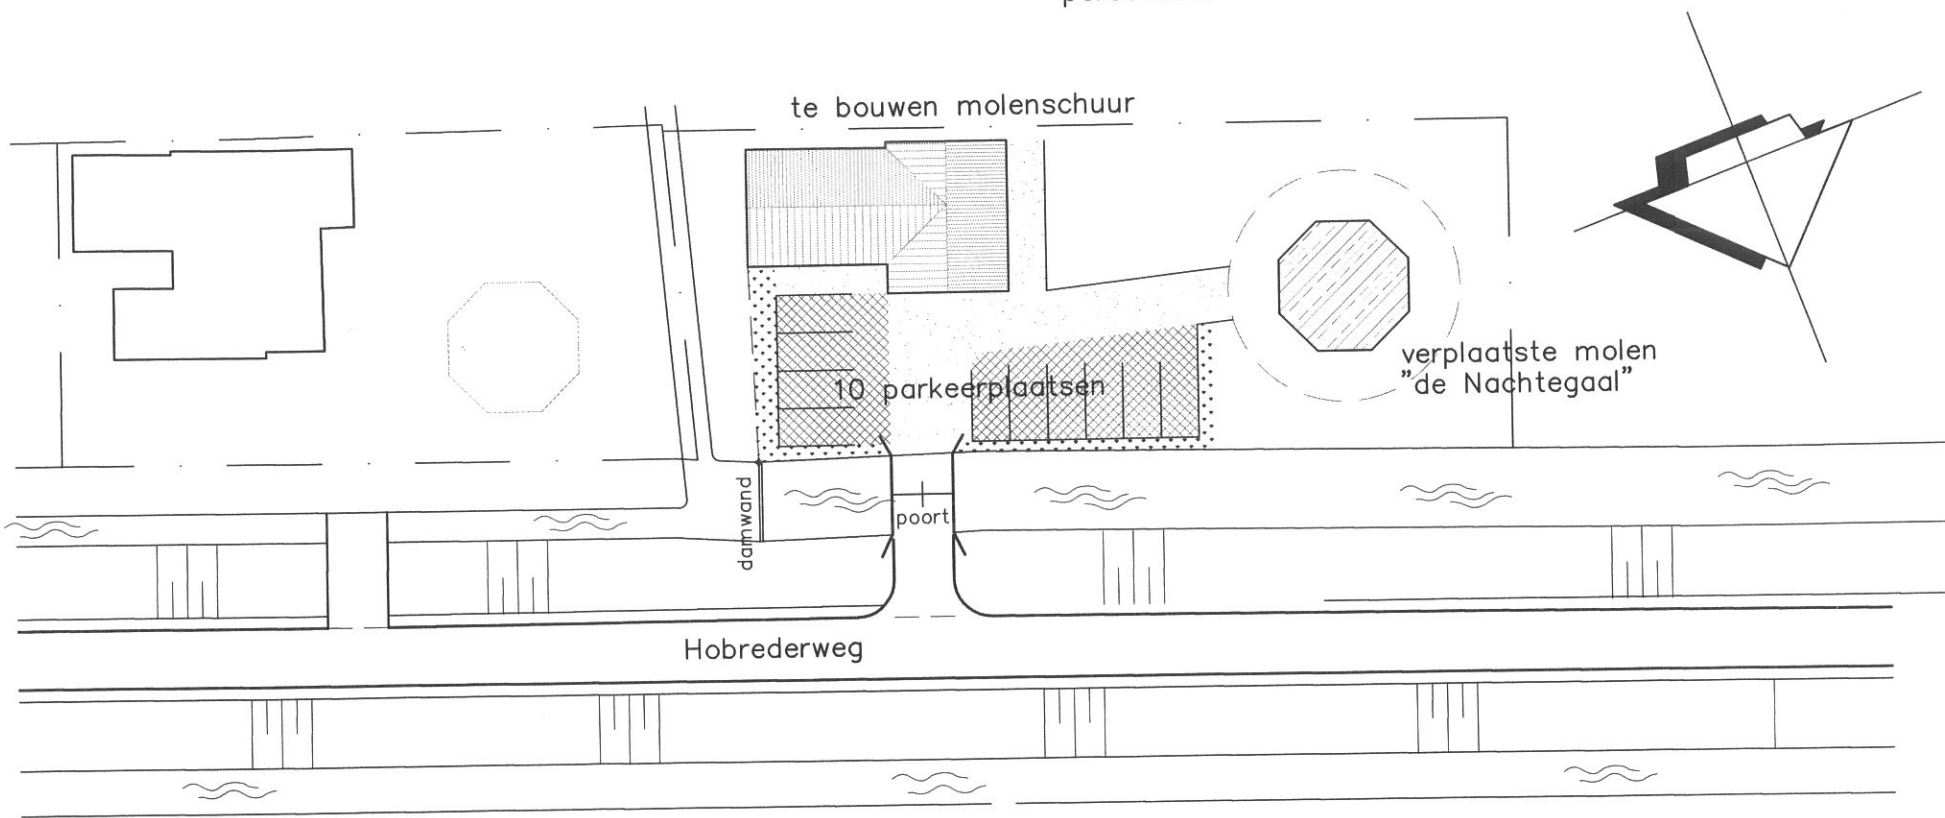 te bouwen molenschuur
verplaatste molen
"de Nachtegaal"
10 parkeerplaatsen
damwand
poort
Hobrederweg